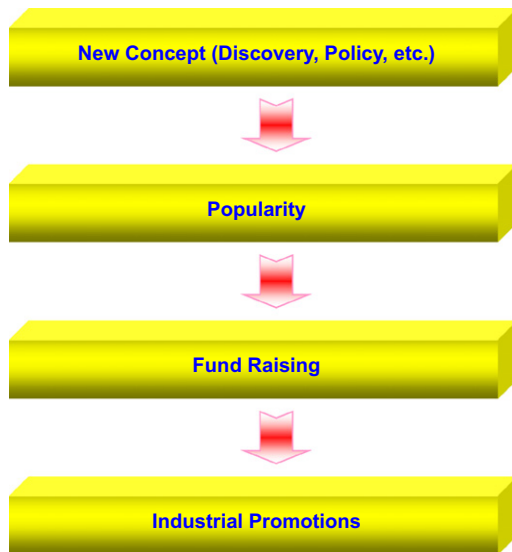 New Concept (Discovery, Policy, etc.)
Popularity
Fund Raising
Industrial Promotions